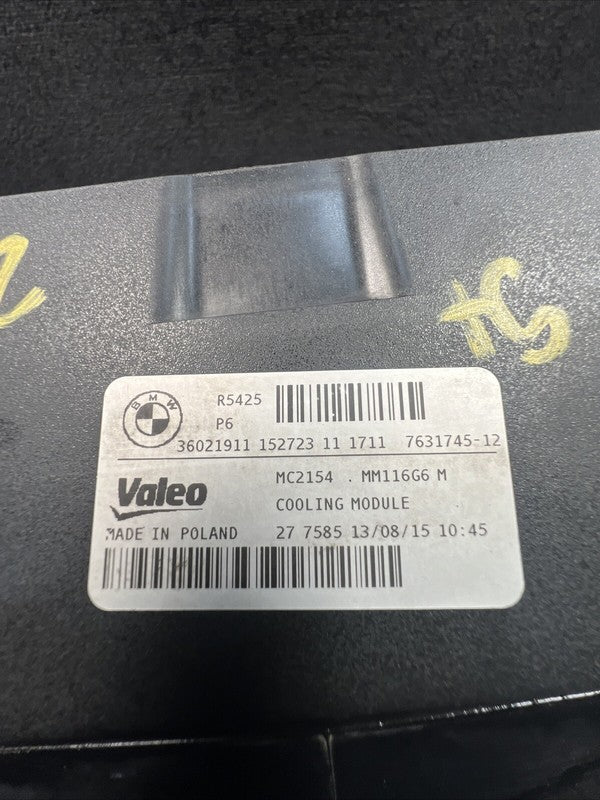 BMW
R5425
P6
36021911 152723 11 1711 7631745-12
Valeo
MC2154 . MM116G6 M
COOLING MODULE
MADE IN POLAND 27 7585 13/08/15 10:45